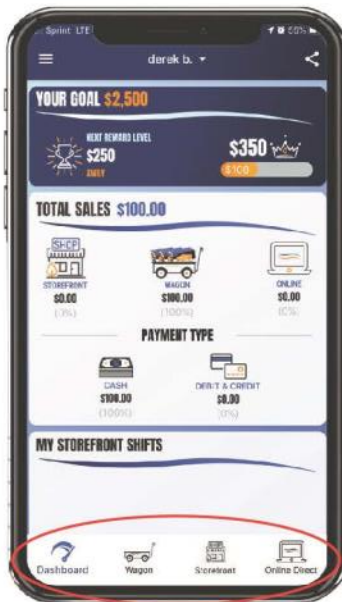 Sprint LTE
derek b.
YOUR GOAL $2,500
NEXT REWARD LEVEL
$250
AWAY
$350
$100
TOTAL SALES $100.00
SHOP
STOREFRONT
$0.00
(0%)
WAGON
$100.00
(100%)
ONLINE
$0.00
(0%)
PAYMENT TYPE
CASH
$100.00
(100%)
DEBIT & CREDIT
$0.00
(0%)
MY STOREFRONT SHIFTS
Dashboard
Wagon
Storefront
Online Direct